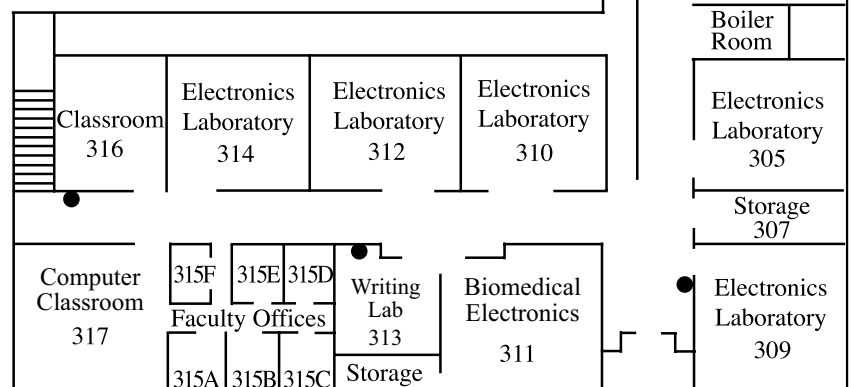 Boiler
Room
Classroom
316
Electronics
Laboratory
314
Electronics
Laboratory
312
Electronics
Laboratory
310
Electronics
Laboratory
305
Storage
307
Computer
Classroom
317
315F
315E
315D
Faculty Offices
315A
315B
315C
Writing
Lab
313
Storage
Biomedical
Electronics
311
Electronics
Laboratory
309